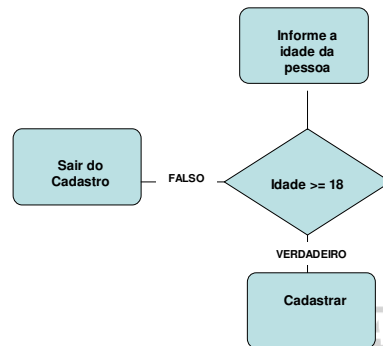 Informe a
idade da
pessoa
Sair do
Cadastro
FALSO
Idade >= 18
VERDADEIRO
Cadastrar